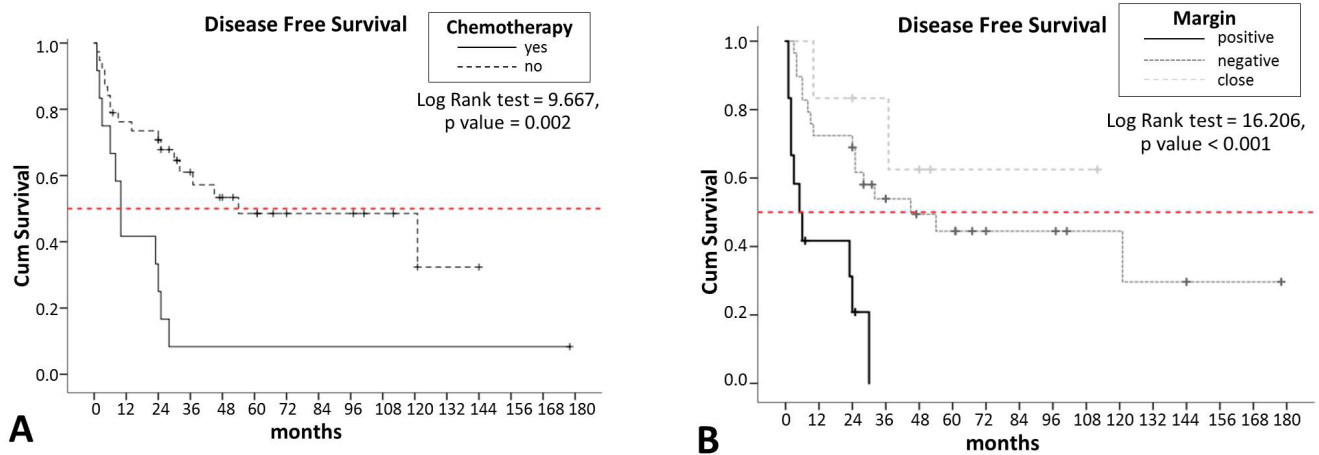 Disease Free Survival
Chemotherapy
yes
no
Log Rank test = 9.667,
p value = 0.002
Cum Survival
1.0
0.8
0.6
0.4
0.2
0.0
0 12 24 36 48 60 72 84 96 108 120 132 144 156 168 180
months
A
Disease Free Survival
Margin
positive
negative
close
Log Rank test = 16.206,
p value < 0.001
Cum Survival
1.0
0.8
0.6
0.4
0.2
0.0
0 12 24 36 48 60 72 84 96 108 120 132 144 156 168 180
months
B